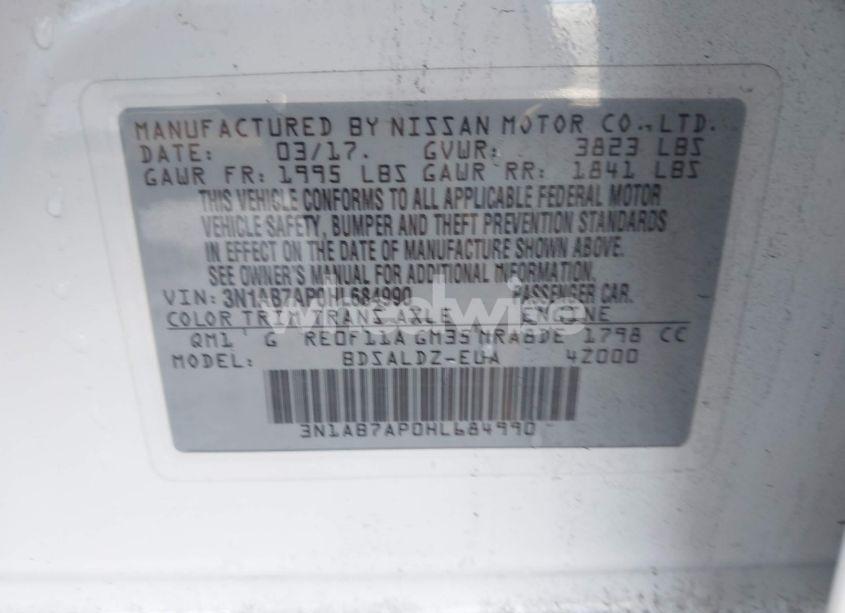 MANUFACTURED BY NISSAN MOTOR CO.,LTD.
DATE: 03/17. GVWR: 3823 LBS
GAWR FR: 1995 LBS GAWR RR: 1841 LBS
THIS VEHICLE CONFORMS TO ALL APPLICABLE FEDERAL MOTOR
VEHICLE SAFETY, BUMPER AND THEFT PREVENTION STANDARDS
IN EFFECT ON THE DATE OF MANUFACTURE SHOWN ABOVE.
SEE OWNER'S MANUAL FOR ADDITIONAL INFORMATION.
VIN: 3N1AB7AP0HL684990 PASSENGER CAR.
COLOR TRIM TRANS AXLE ENGINE
QM1 G RE0F11A GM35 MRA8DE 1798 CC
MODEL: BDSALDZ-EUA 4Z000
3N1AB7AP0HL684990